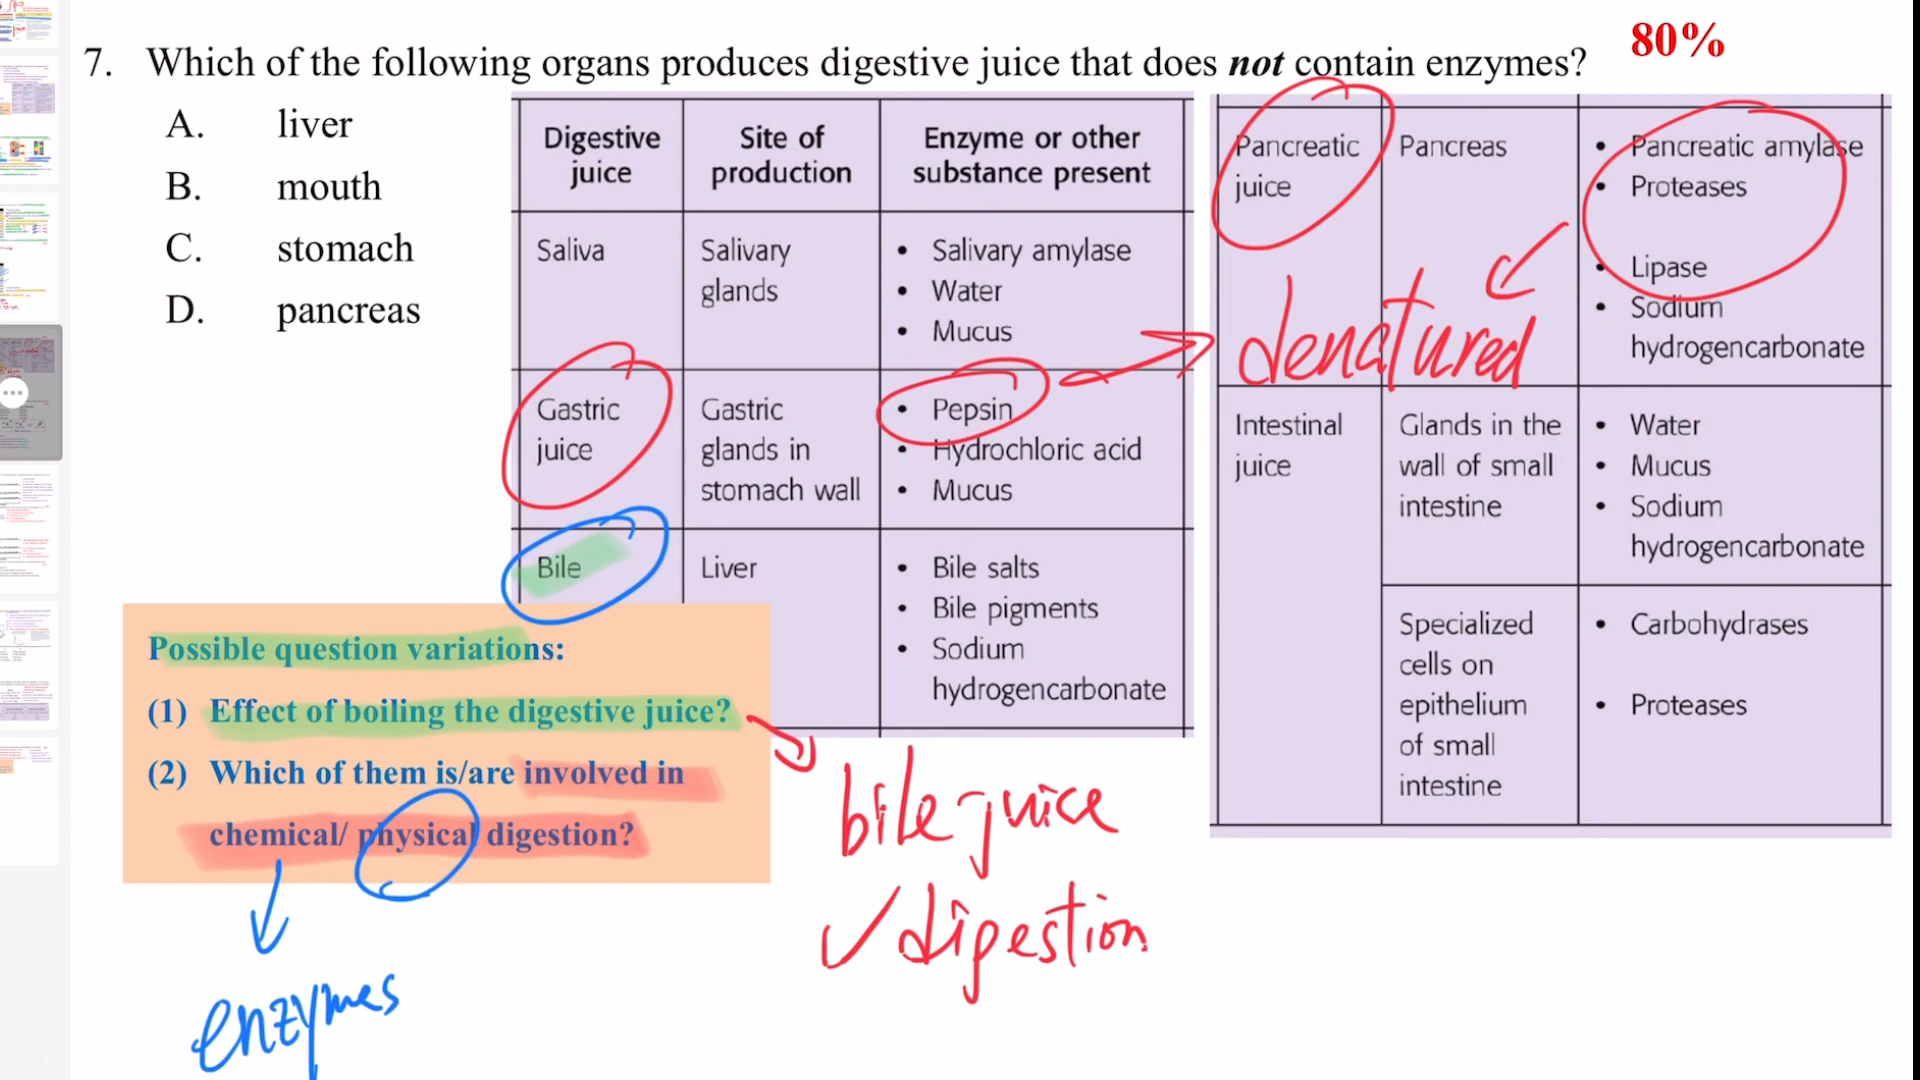 80%
7. Which of the following organs produces digestive juice that does not contain enzymes?
A. liver
B. mouth
C. stomach
D. pancreas
Digestive juice
Site of production
Enzyme or other substance present
Saliva
Salivary glands
• Salivary amylase
• Water
• Mucus
Gastric juice
Gastric glands in stomach wall
• Pepsin
• Hydrochloric acid
• Mucus
Bile
Liver
• Bile salts
• Bile pigments
• Sodium hydrogencarbonate
Pancreatic juice
Pancreas
• Pancreatic amylase
• Proteases
• Lipase
• Sodium hydrogencarbonate
denatured
Intestinal juice
Glands in the wall of small intestine
• Water
• Mucus
• Sodium hydrogencarbonate
Specialized cells on epithelium of small intestine
• Carbohydrases
• Proteases
Possible question variations:
(1) Effect of boiling the digestive juice?
(2) Which of them is/are involved in
chemical/ physical digestion?
bile juice
✓ digestion
enzymes